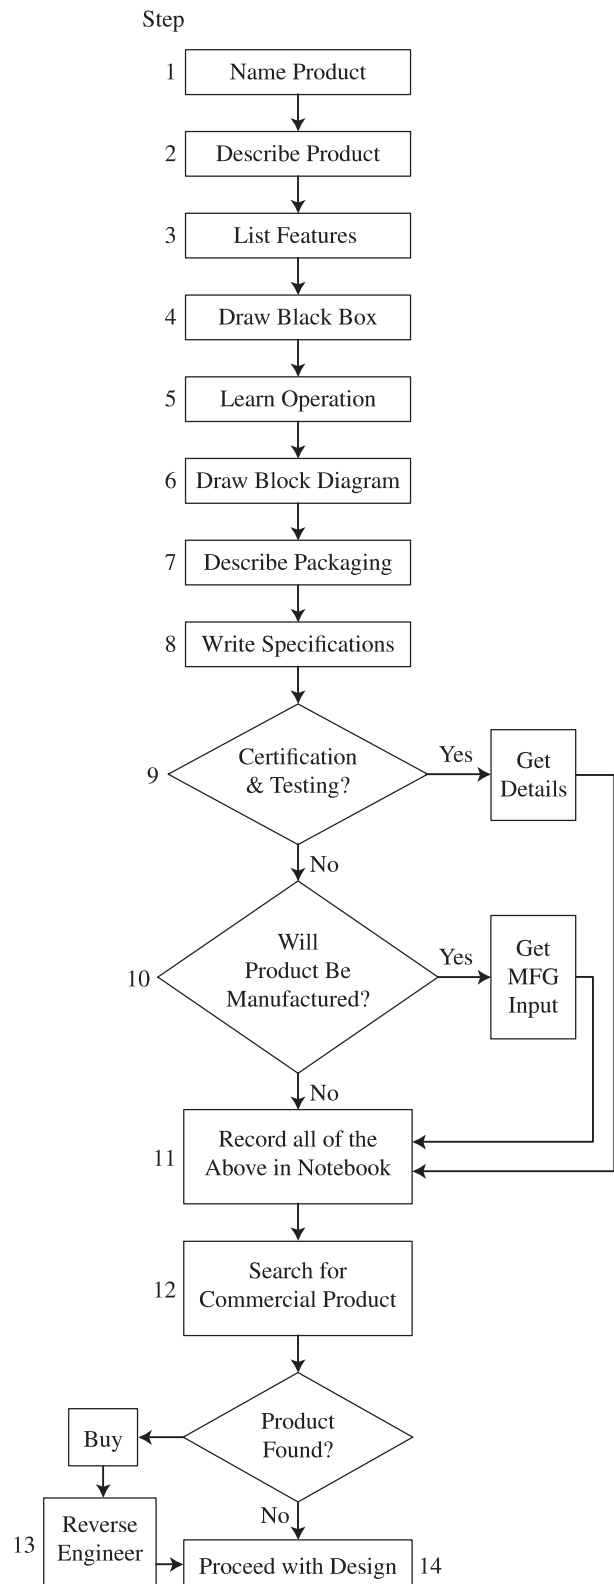 Step
1 Name Product
2 Describe Product
3 List Features
4 Draw Black Box
5 Learn Operation
6 Draw Block Diagram
7 Describe Packaging
8 Write Specifications
Certification
& Testing?
9
Yes
Get
Details
No
Will
Product Be
Manufactured?
10
Yes
Get
MFG
Input
No
Record all of the
Above in Notebook
11
Search for
Commercial Product
12
Product
Found?
Buy
No
Reverse
Engineer
13
Proceed with Design 14